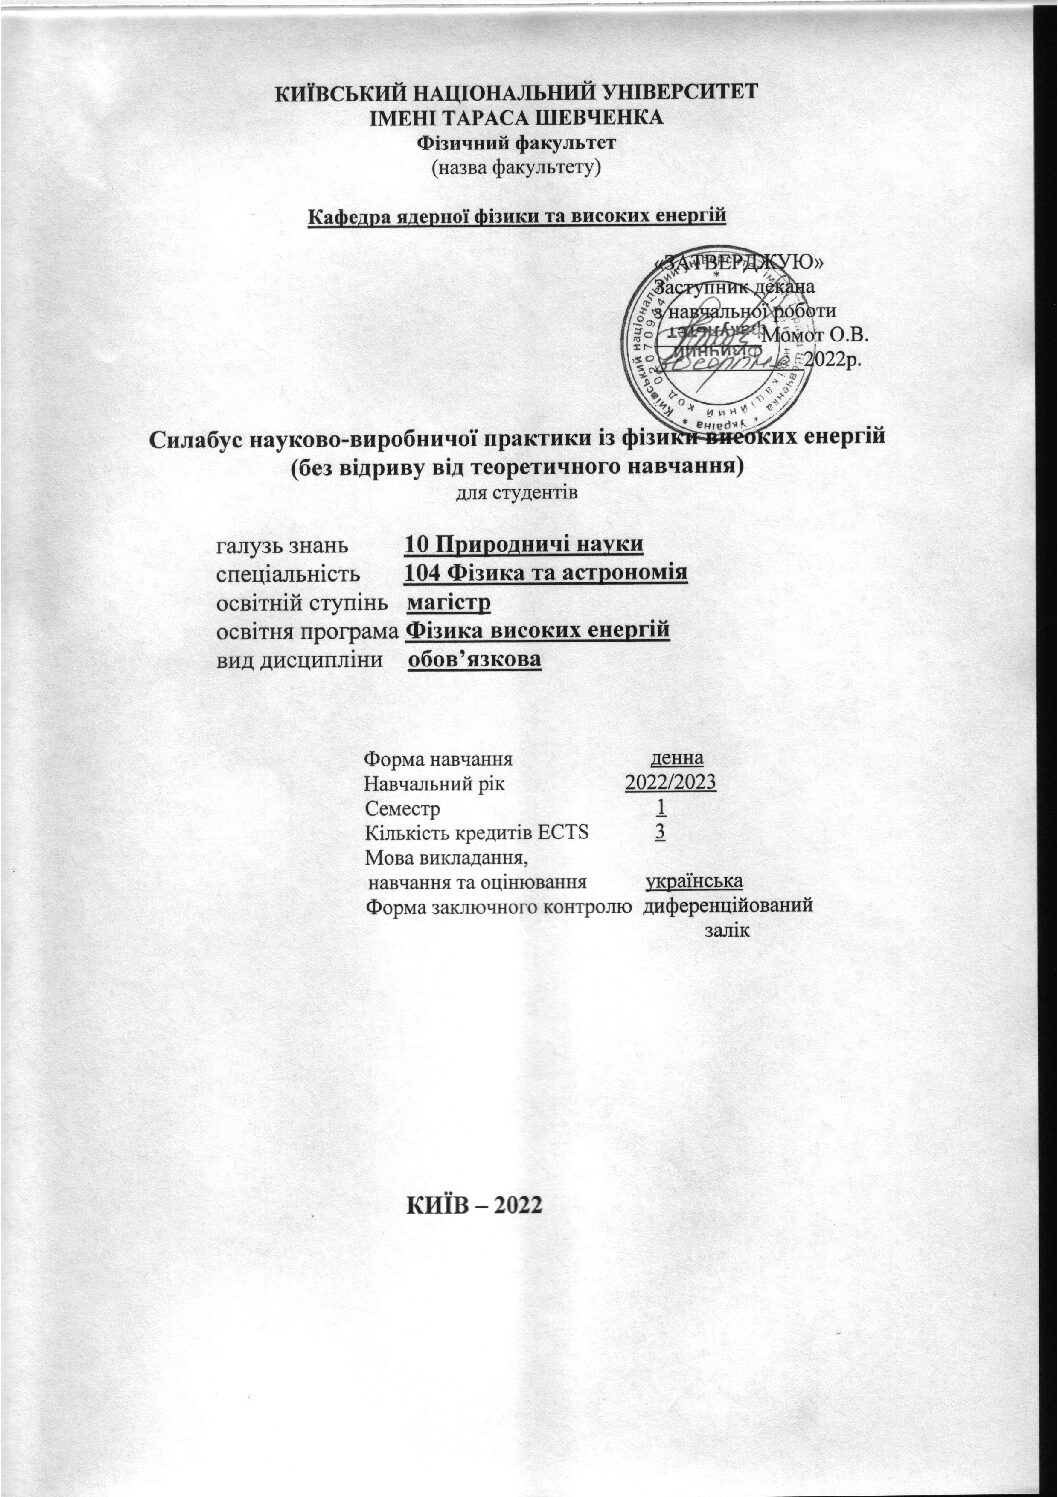 КИЇВСЬКИЙ НАЦІОНАЛЬНИЙ УНІВЕРСИТЕТ
ІМЕНІ ТАРАСА ШЕВЧЕНКА
Фізичний факультет
(назва факультету)
Кафедра ядерної фізики та високих енергій
«ЗАТВЕРДЖУЮ»
Заступник декана
з навчальної роботи
Момот О.В.
2022р.
Силабус науково-виробничої практики із фізики високих енергій
(без відриву від теоретичного навчання)
для студентів
галузь знань 10 Природничі науки
спеціальність 104 Фізика та астрономія
освітній ступінь магістр
освітня програма Фізика високих енергій
вид дисципліни обов’язкова
Форма навчання денна
Навчальний рік 2022/2023
Семестр 1
Кількість кредитів ECTS 3
Мова викладання,
навчання та оцінювання українська
Форма заключного контролю диференційований
залік
КИЇВ – 2022